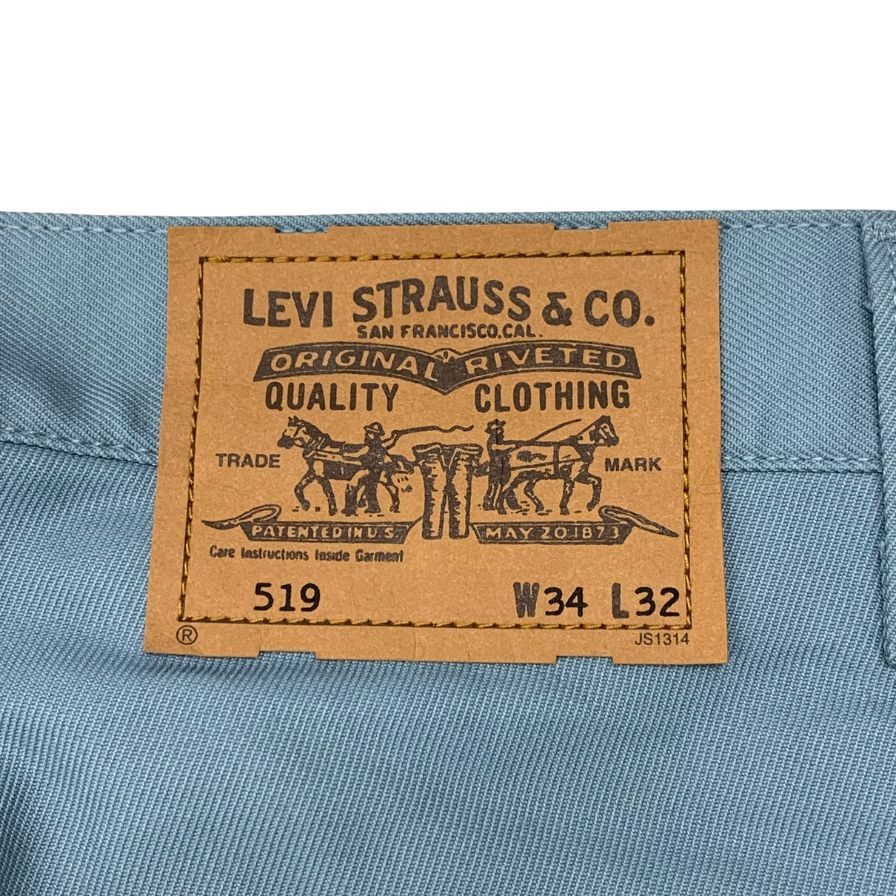 LEVI STRAUSS & CO.
SAN FRANCISCO, CAL.
ORIGINAL RIVETED
QUALITY CLOTHING
TRADE MARK
PATENTED IN U.S. MAY 20 1873
Care Instructions Inside Garment
519 W34 L32
® JS1314